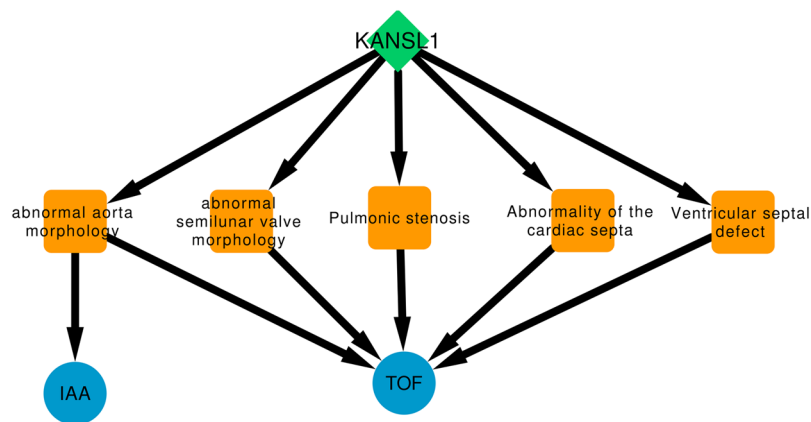 KANSL1
abnormal aorta
morphology
abnormal
semilunar valve
morphology
Pulmonic stenosis
Abnormality of the
cardiac septa
Ventricular septal
defect
IAA
TOF